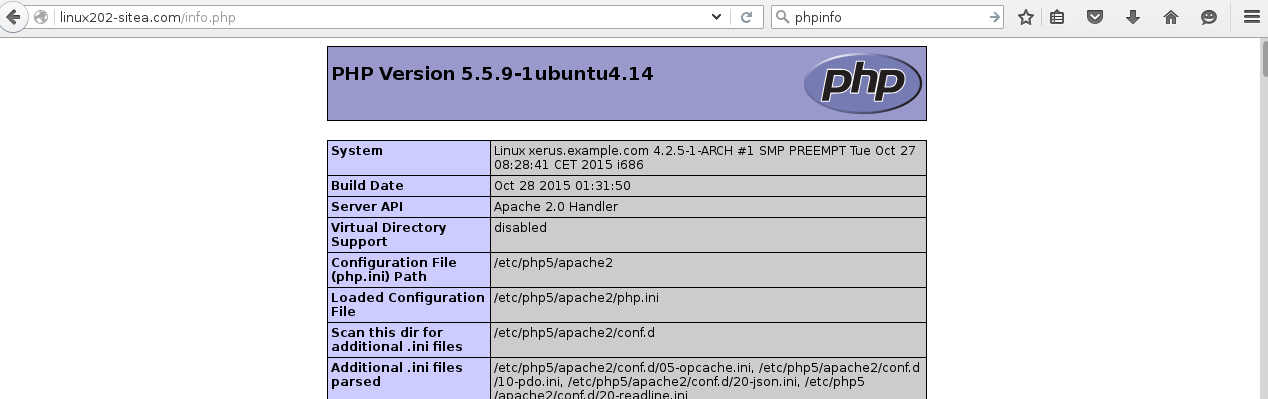 linux202-sitea.com/info.php
phpinfo
PHP Version 5.5.9-1ubuntu4.14
php
System
Linux xerus.example.com 4.2.5-1-ARCH #1 SMP PREEMPT Tue Oct 27
08:28:41 CET 2015 i686
Build Date
Oct 28 2015 01:31:50
Server API
Apache 2.0 Handler
Virtual Directory
Support
disabled
Configuration File
(php.ini) Path
/etc/php5/apache2
Loaded Configuration
File
/etc/php5/apache2/php.ini
Scan this dir for
additional .ini files
/etc/php5/apache2/conf.d
Additional .ini files
parsed
/etc/php5/apache2/conf.d/05-opcache.ini, /etc/php5/apache2/conf.d
/10-pdo.ini, /etc/php5/apache2/conf.d/20-json.ini, /etc/php5
/apache2/conf.d/20-readline.ini